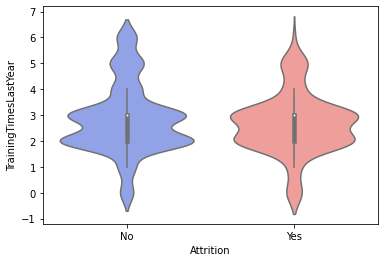 7
6
5
4
3
2
1
0
−1
TrainingTimesLastYear
No
Yes
Attrition